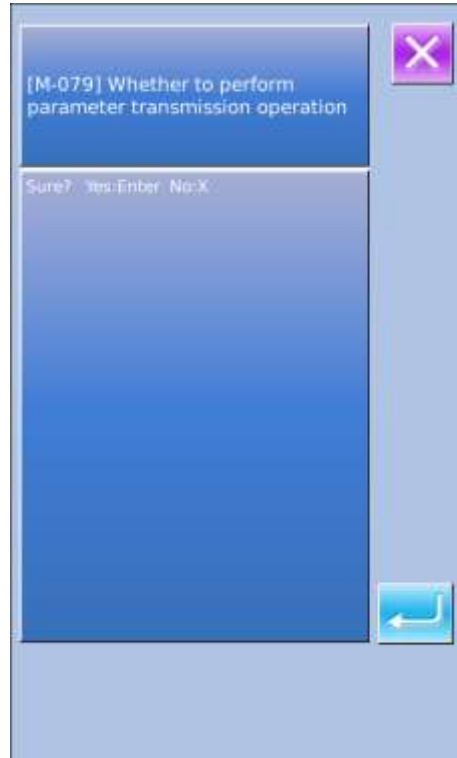 [M-079] Whether to perform
parameter transmission operation
Sure? Yes:Enter No:X